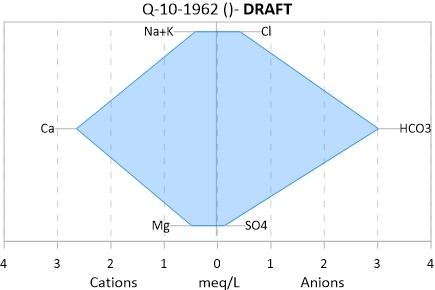 Q-10-1962 ()- DRAFT
Na+K Cl
Ca HCO3
Mg SO4
4 3 2 1 0 1 2 3 4
Cations meq/L Anions